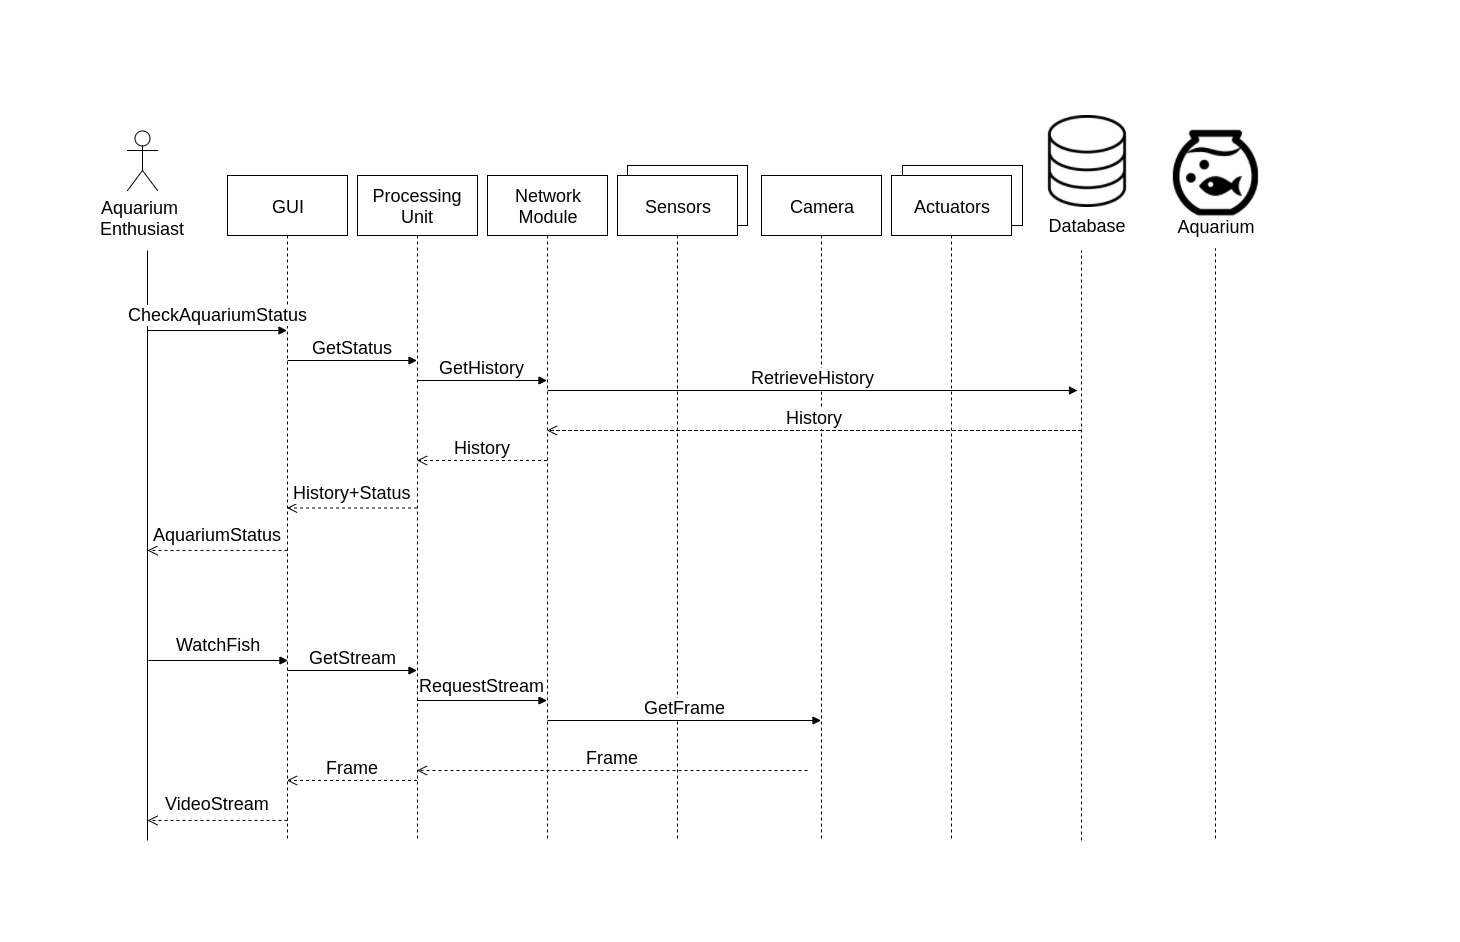 Aquarium
Enthusiast
GUI
Processing
Unit
Network
Module
Sensors
Camera
Actuators
Database
Aquarium
CheckAquariumStatus
GetStatus
GetHistory
RetrieveHistory
History
History
History+Status
AquariumStatus
WatchFish
GetStream
RequestStream
GetFrame
Frame
Frame
VideoStream